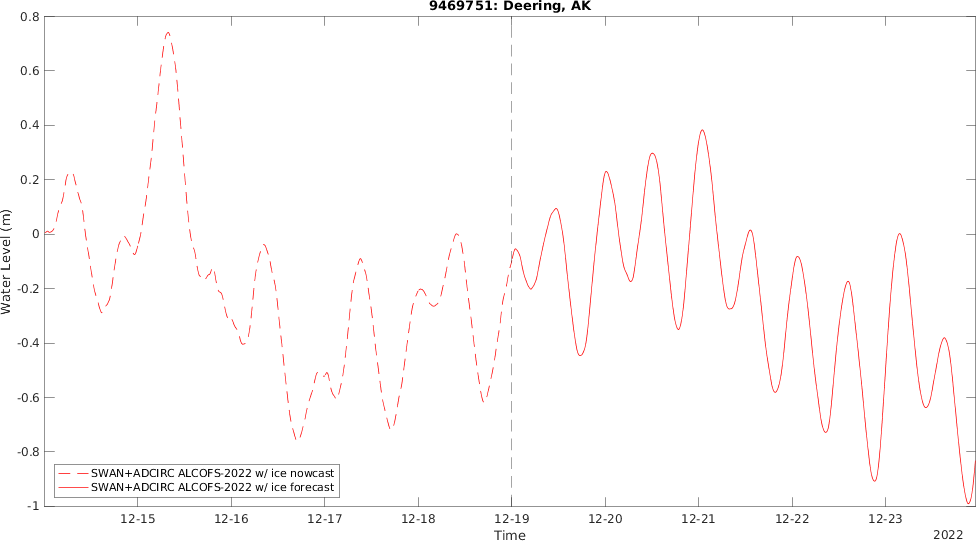 9469751: Deering, AK
0.8
0.6
0.4
0.2
0
-0.2
-0.4
-0.6
-0.8
-1
Water Level (m)
SWAN+ADCIRC ALCOFS-2022 w/ ice nowcast
SWAN+ADCIRC ALCOFS-2022 w/ ice forecast
12-15 12-16 12-17 12-18 12-19 12-20 12-21 12-22 12-23
Time
2022